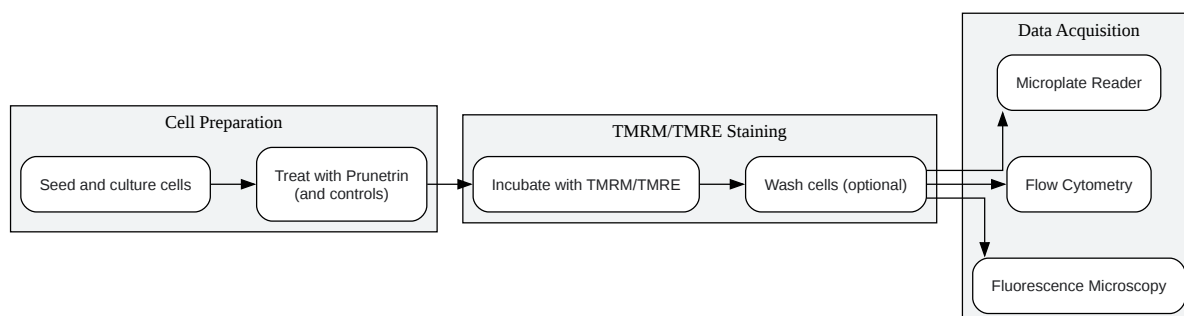 Cell Preparation
Seed and culture cells
Treat with Prunetrin
(and controls)
TMRM/TMRE Staining
Incubate with TMRM/TMRE
Wash cells (optional)
Data Acquisition
Microplate Reader
Flow Cytometry
Fluorescence Microscopy